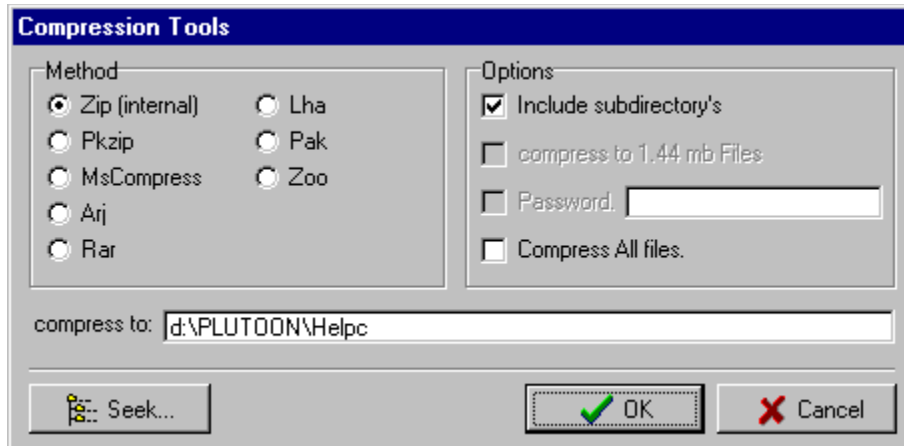 Compression Tools
Method
Zip (internal)
Pkzip
MsCompress
Arj
Rar
Lha
Pak
Zoo
Options
Include subdirectory's
compress to 1.44 mb Files
Password.
Compress All files.
compress to: d:\PLUTOON\Helpc
Seek...
OK
Cancel